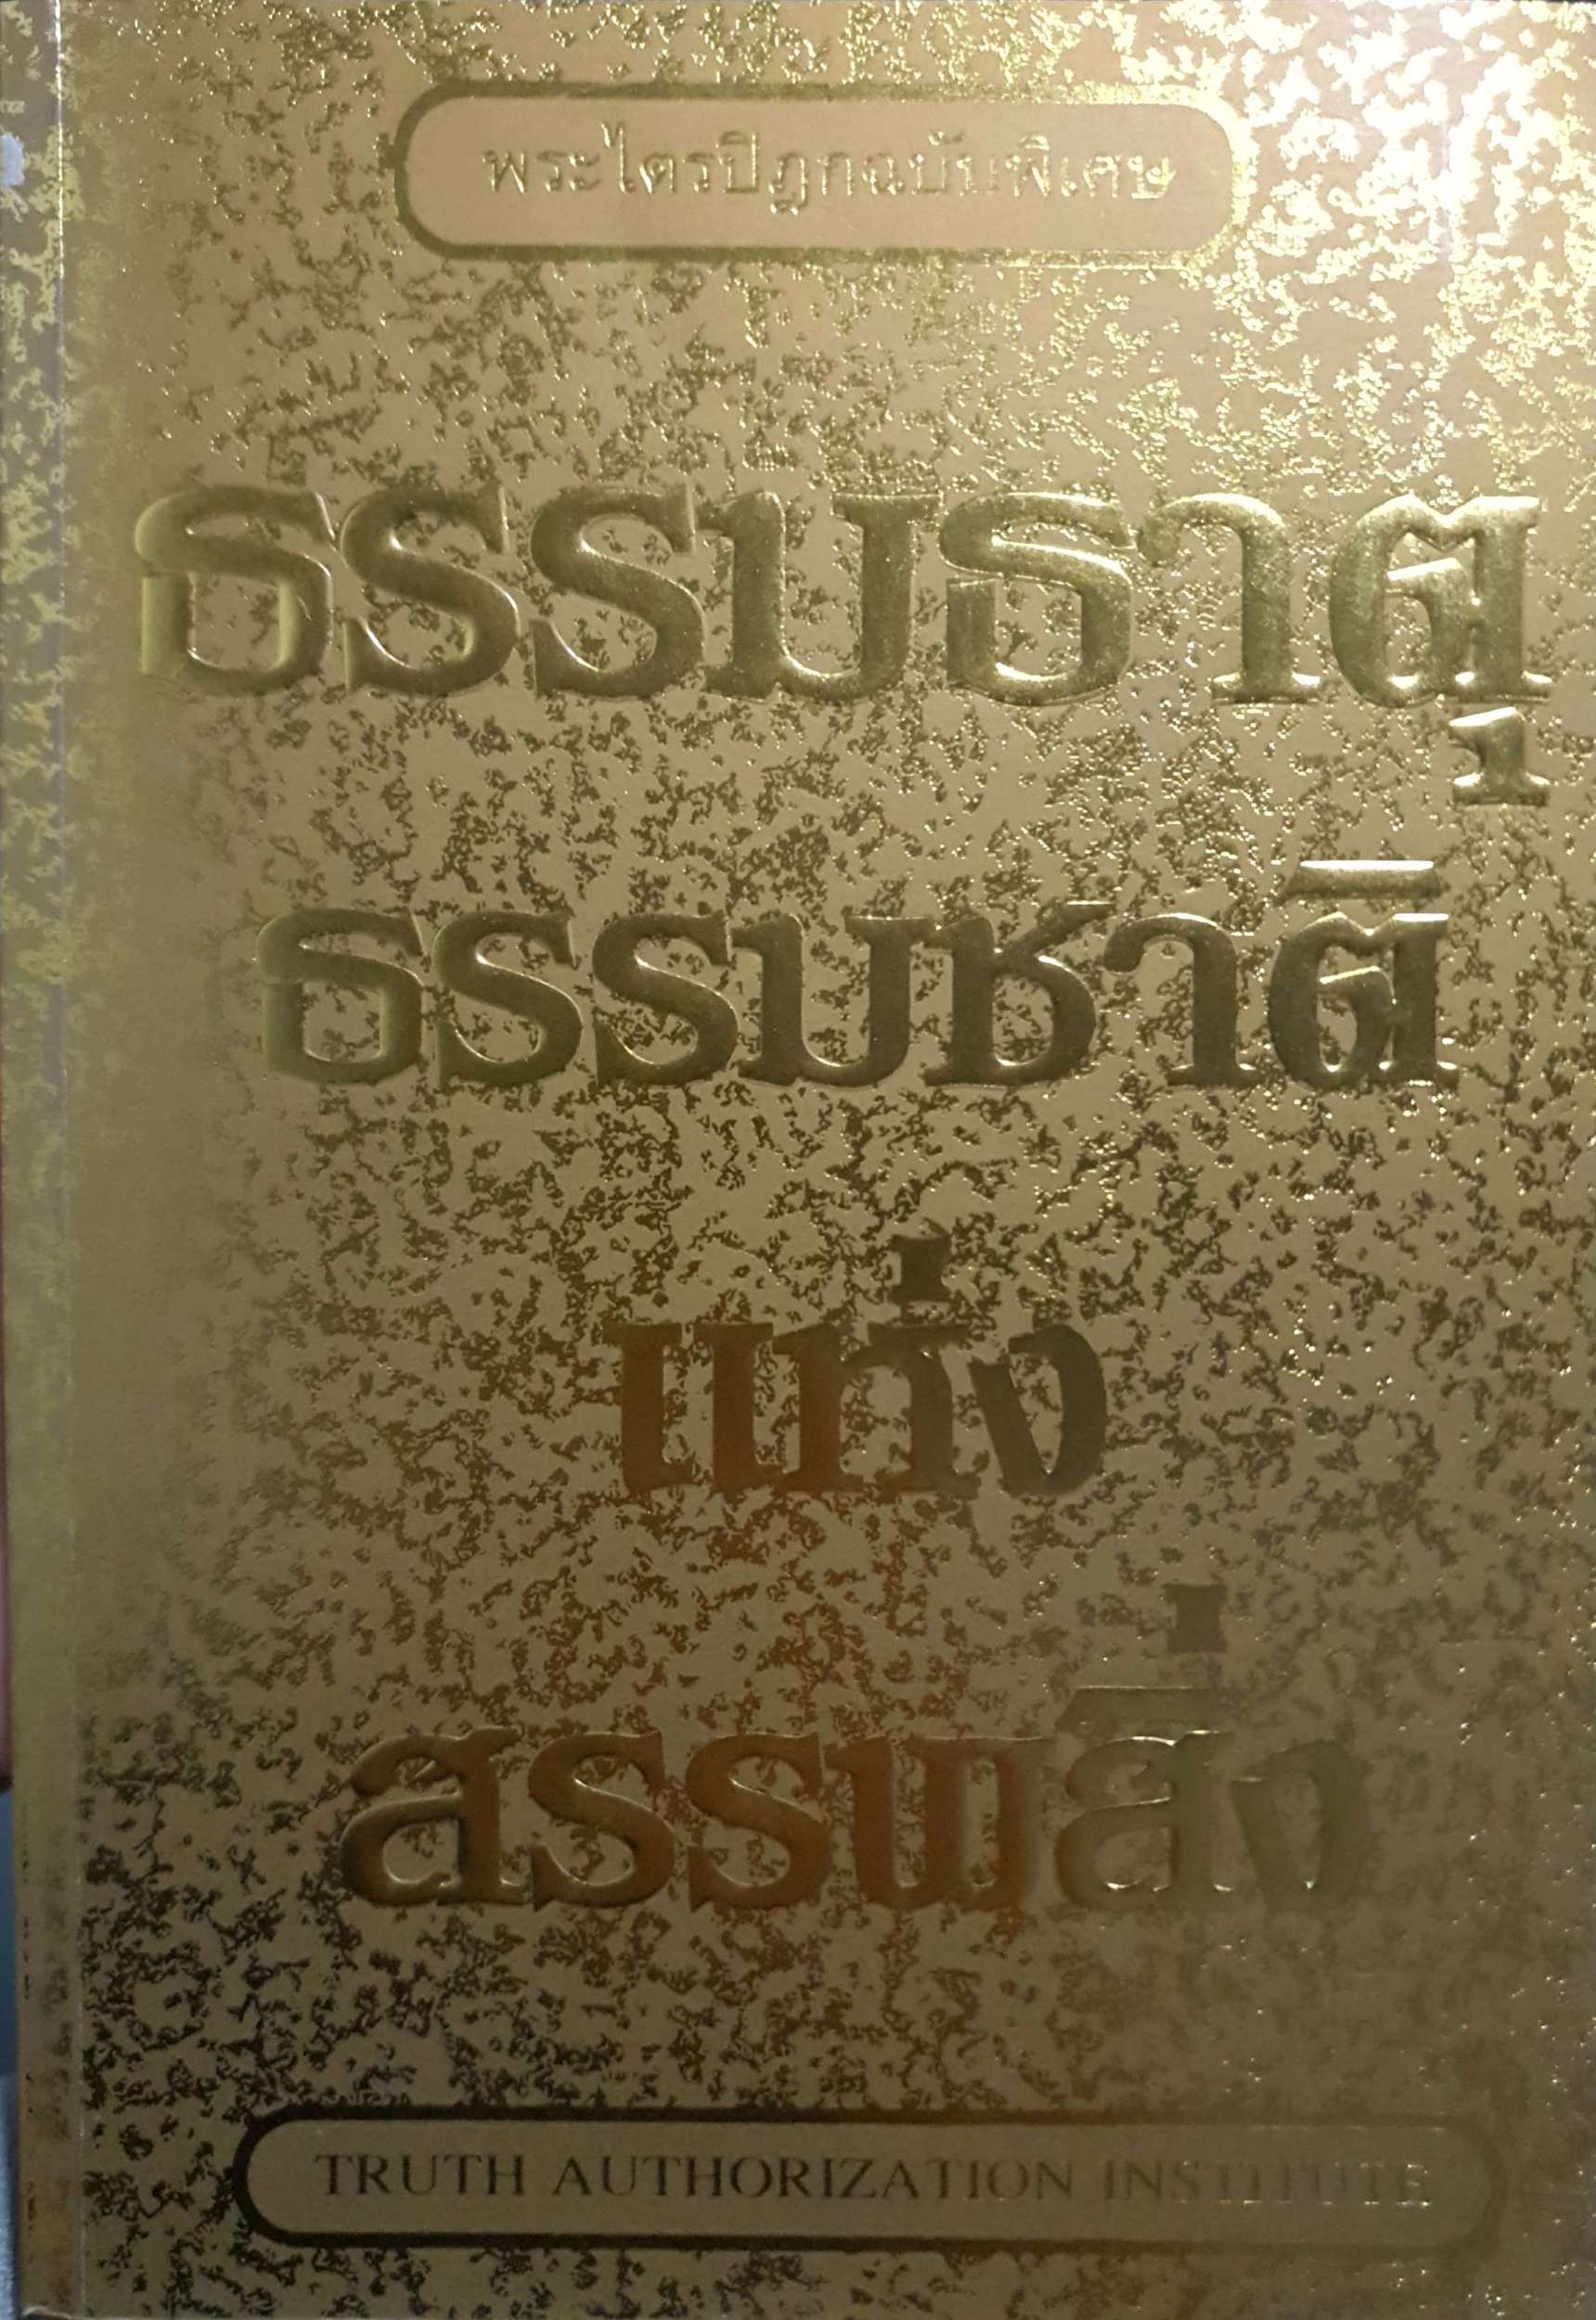 พระไตรปิฎกฉบับพิเศษ
ธรรมธาตุ
ธรรมชาติ
แท่ง
สรรพสิ่ง
TRUTH AUTHORIZATION INSTITUTE